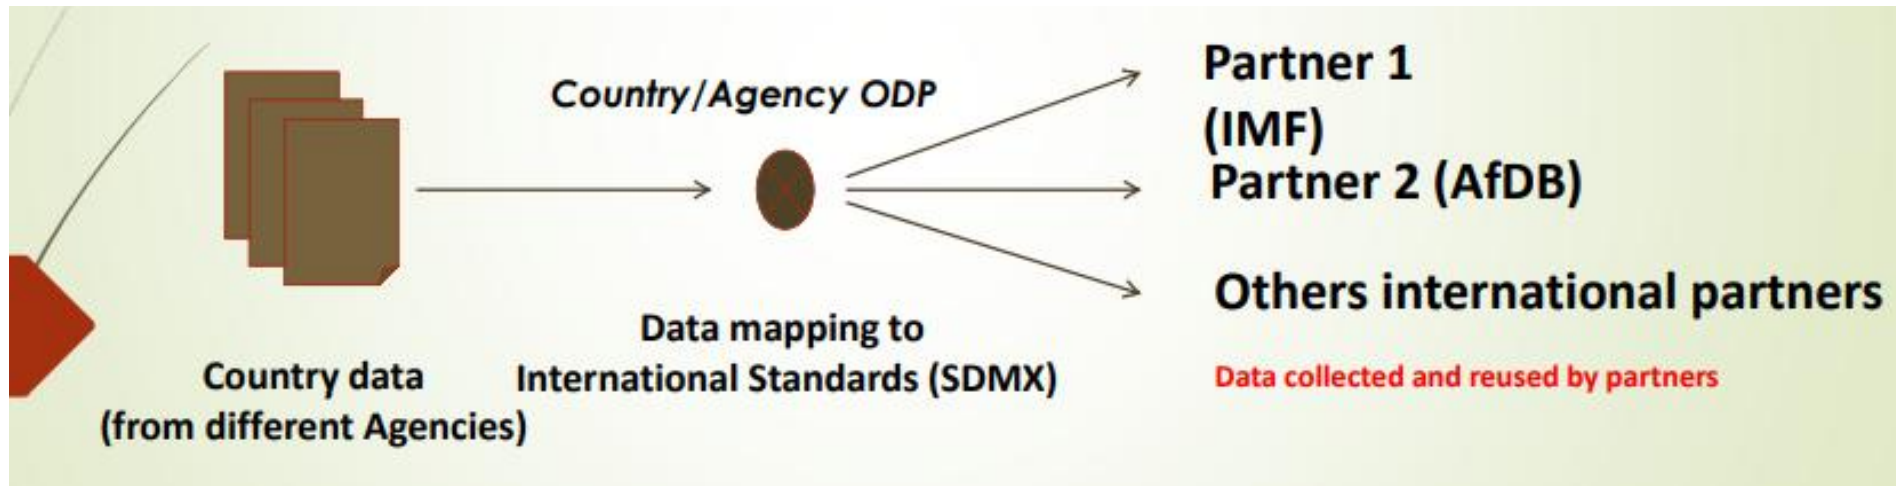 Country/Agency ODP
Partner 1
(IMF)
Partner 2 (AfDB)
Others international partners
Data mapping to
International Standards (SDMX)
Country data
(from different Agencies)
Data collected and reused by partners